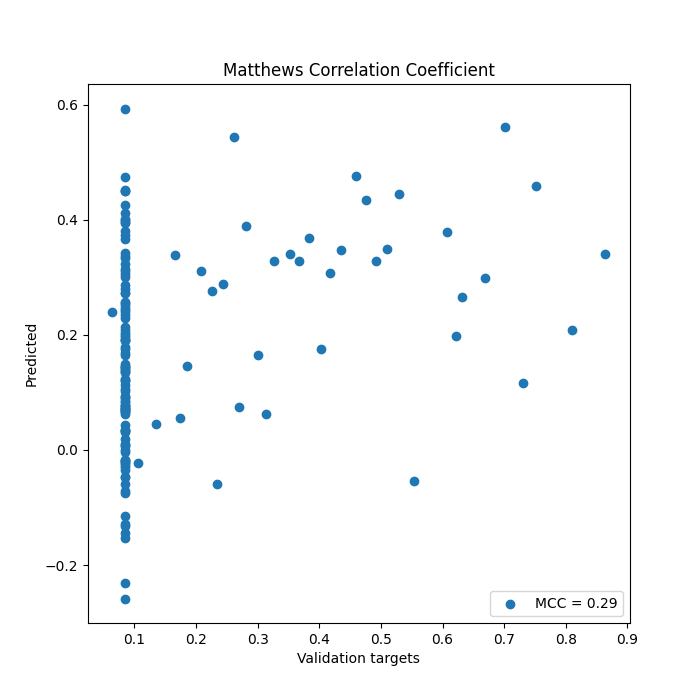 Matthews Correlation Coefficient
0.6
0.4
0.2
0.0
−0.2
Predicted
MCC = 0.29
0.1 0.2 0.3 0.4 0.5 0.6 0.7 0.8 0.9
Validation targets